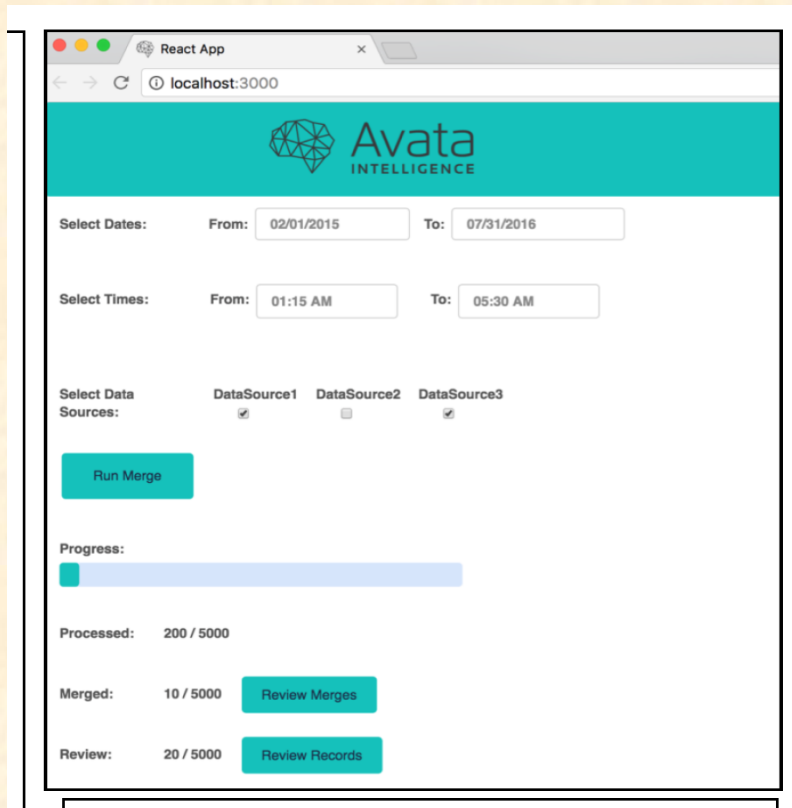 React App
localhost:3000
Avata
INTELLIGENCE
Select Dates: From: 02/01/2015 To: 07/31/2016
Select Times: From: 01:15 AM To: 05:30 AM
Select Data Sources: DataSource1 DataSource2 DataSource3
Run Merge
Progress:
Processed: 200 / 5000
Merged: 10 / 5000 Review Merges
Review: 20 / 5000 Review Records